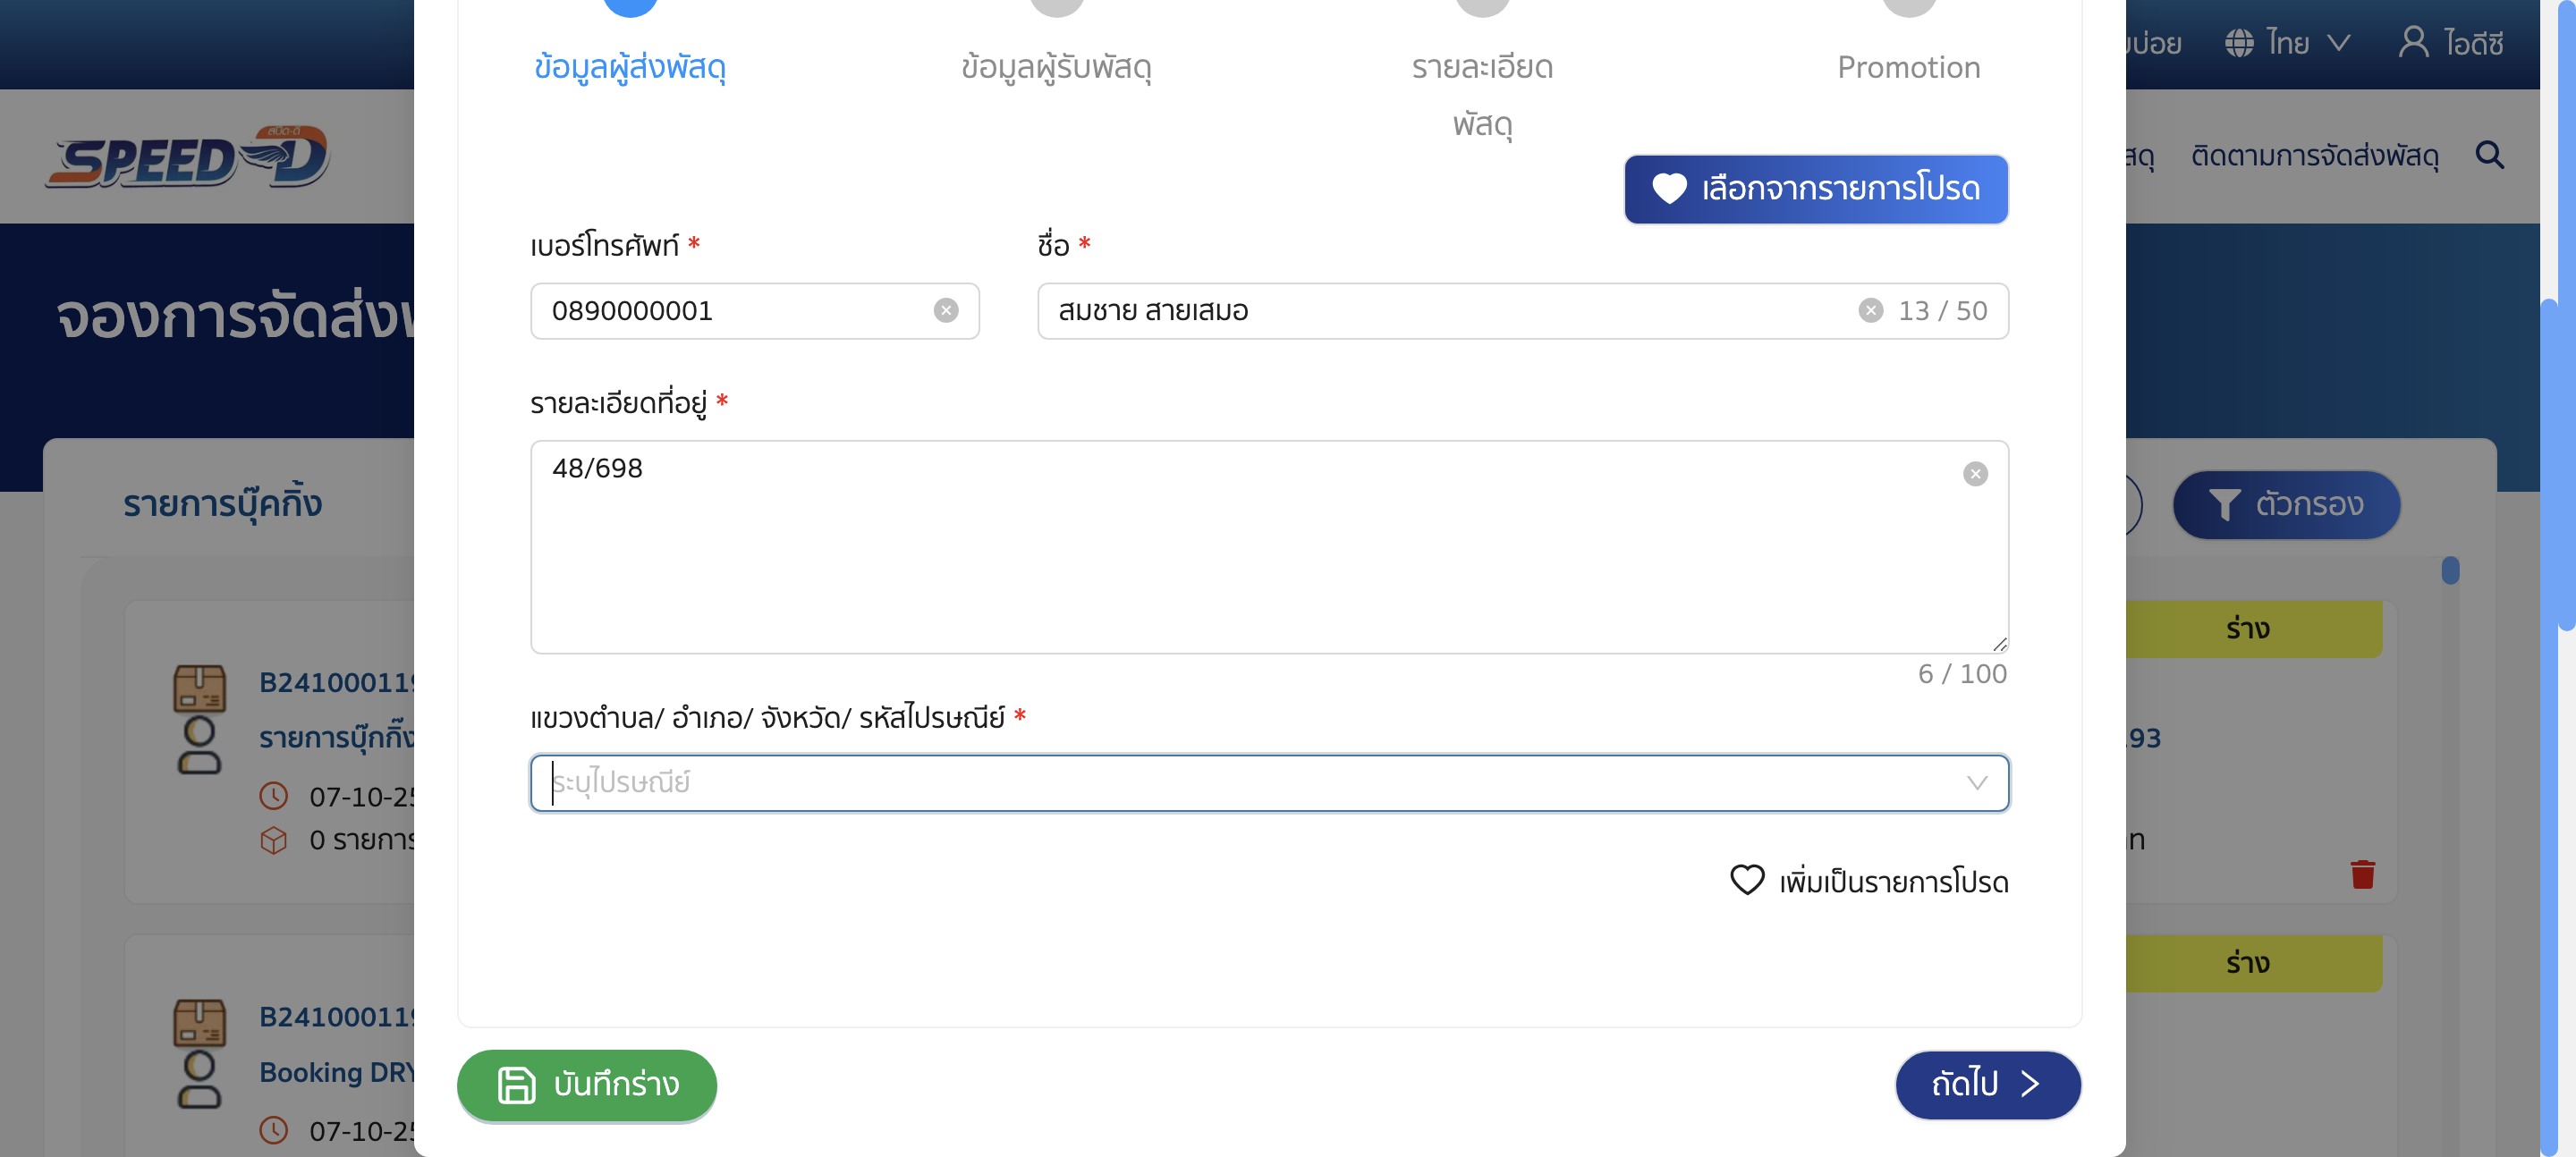 บ่อย
ไทย
ไอดีซี
ข้อมูลผู้ส่งพัสดุ
ข้อมูลผู้รับพัสดุ
รายละเอียด
พัสดุ
Promotion
สปีด-ดี
SPEED-D
สดุ
ติดตามการจัดส่งพัสดุ
เลือกจากรายการโปรด
เบอร์โทรศัพท์ *
ชื่อ *
0890000001
สมชาย สายเสมอ
13 / 50
จองการจัดส่งพ
รายละเอียดที่อยู่ *
48/698
6 / 100
รายการบุ๊คกิ้ง
ตัวกรอง
ร่าง
B24100011
รายการบุ๊กกิ้ง
.93
07-10-25
0 รายการ
ท
แขวงตำบล/ อำเภอ/ จังหวัด/ รหัสไปรษณีย์ *
ระบุไปรษณีย์
เพิ่มเป็นรายการโปรด
ร่าง
B24100011
Booking DRY
07-10-25
บันทึกร่าง
ถัดไป